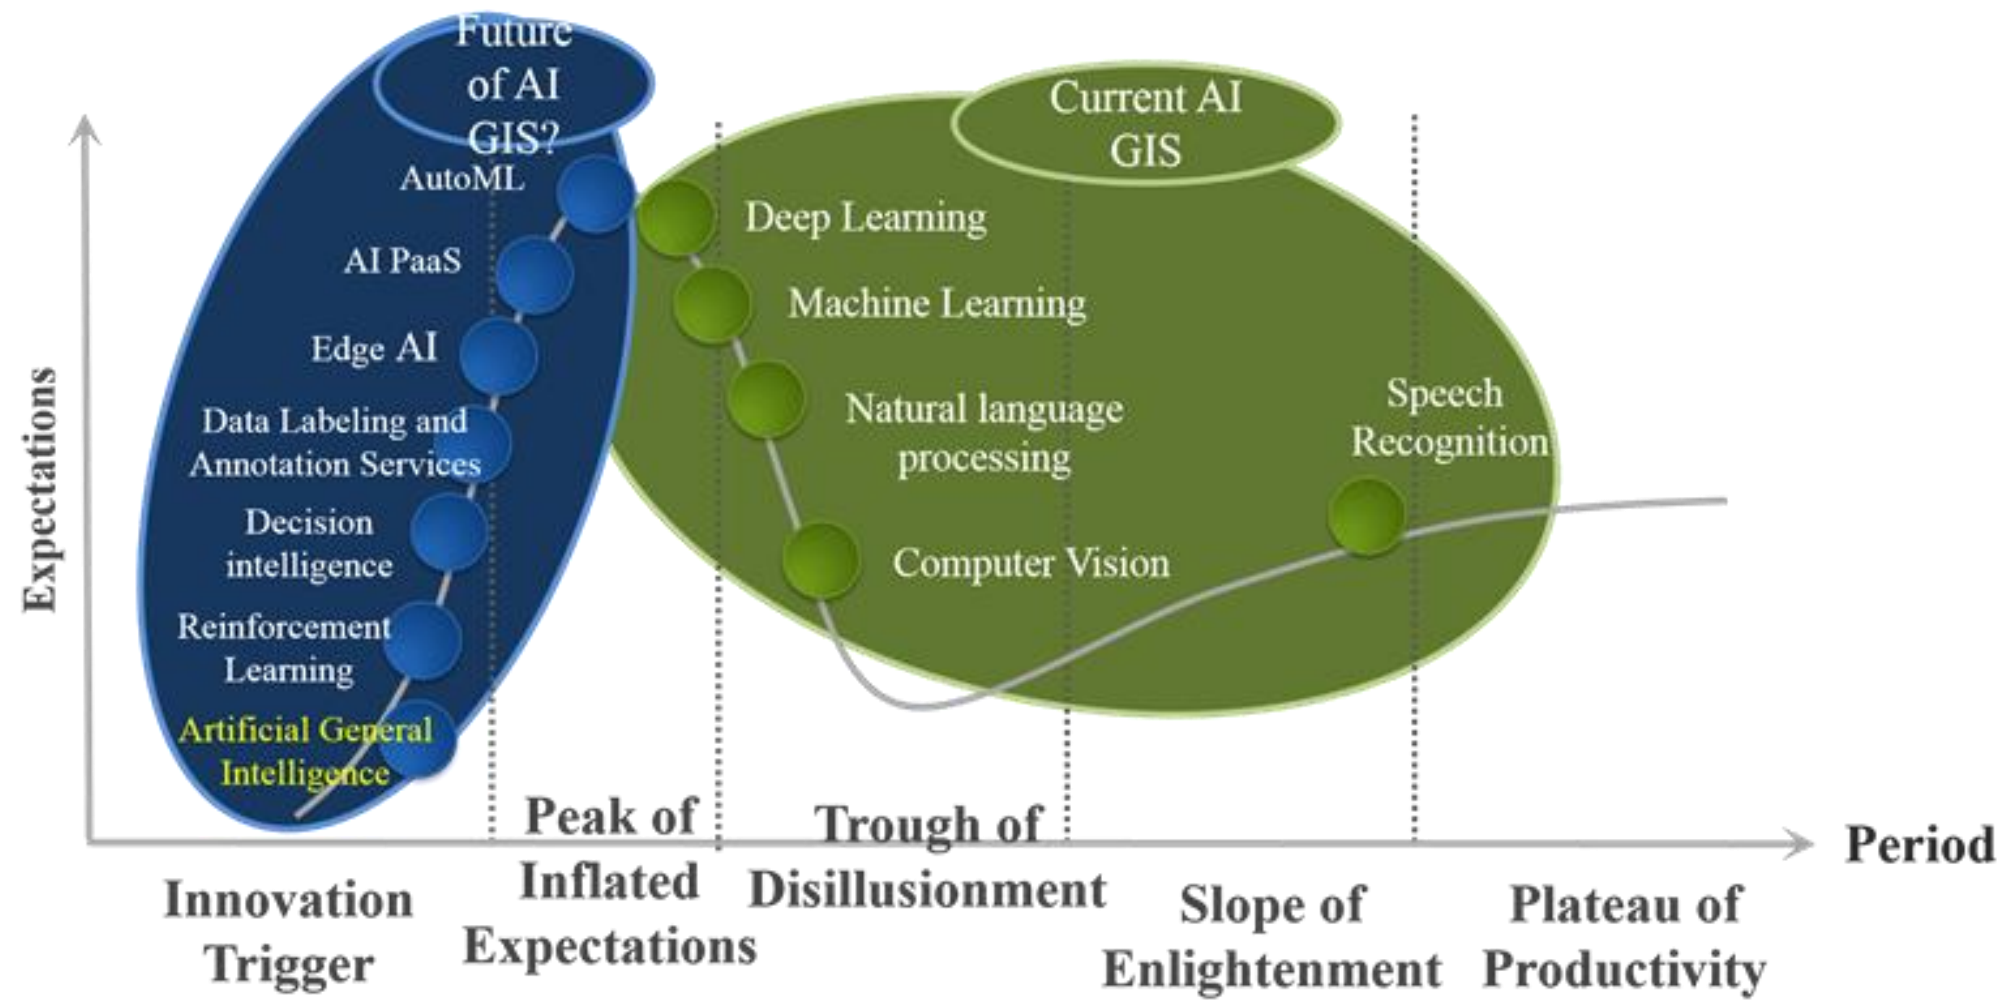 Future
of AI
GIS?
Current AI
GIS
AutoML
AI PaaS
Edge AI
Data Labeling and
Annotation Services
Decision
intelligence
Reinforcement
Learning
Artificial General
Intelligence
Deep Learning
Machine Learning
Natural language
processing
Computer Vision
Speech
Recognition
Expectations
Period
Innovation
Trigger
Peak of
Inflated
Expectations
Trough of
Disillusionment
Slope of
Enlightenment
Plateau of
Productivity